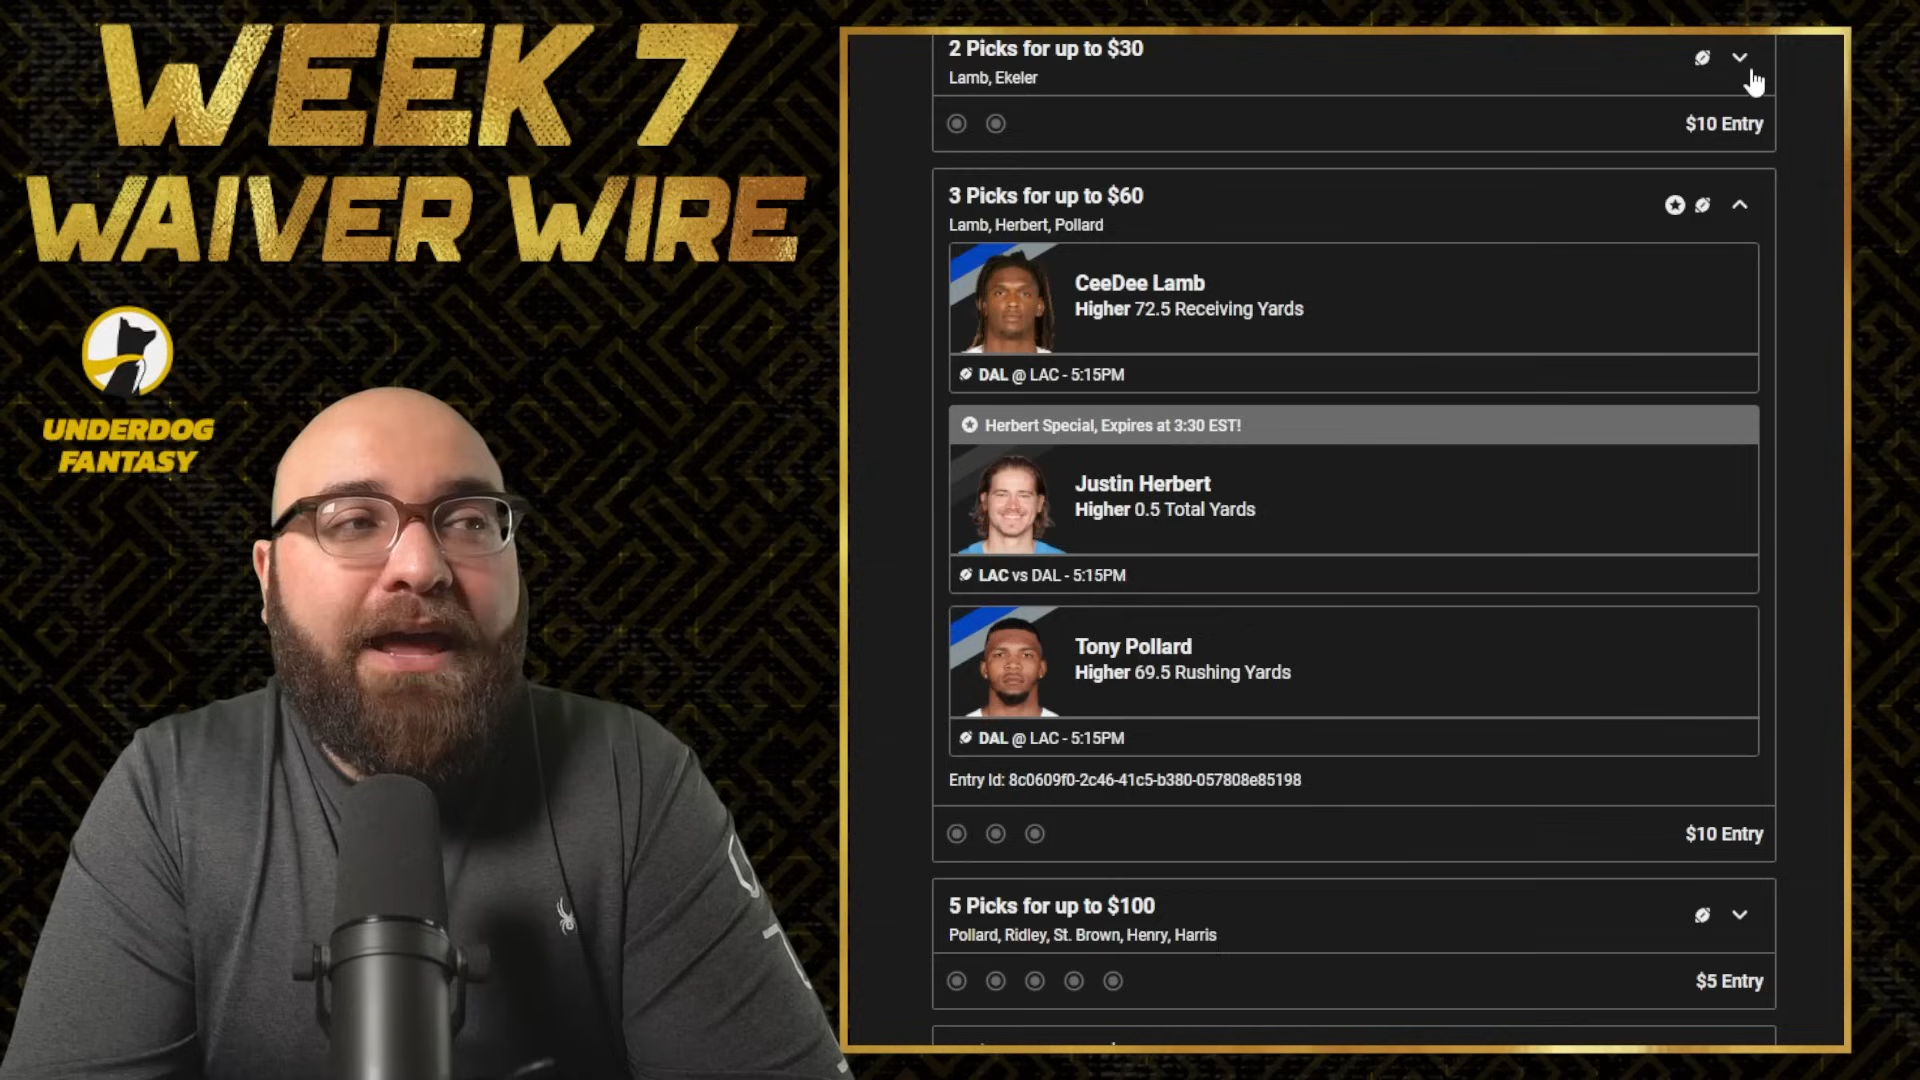 WEEK 7
WAIVER WIRE
UNDERDOG
FANTASY
2 Picks for up to $30
Lamb, Ekeler
$10 Entry
3 Picks for up to $60
Lamb, Herbert, Pollard
CeeDee Lamb
Higher 72.5 Receiving Yards
DAL @ LAC - 5:15PM
Herbert Special, Expires at 3:30 EST!
Justin Herbert
Higher 0.5 Total Yards
LAC vs DAL - 5:15PM
Tony Pollard
Higher 69.5 Rushing Yards
DAL @ LAC - 5:15PM
Entry Id: 8c0609f0-2c46-41c5-b380-057808e85198
$10 Entry
5 Picks for up to $100
Pollard, Ridley, St. Brown, Henry, Harris
$5 Entry